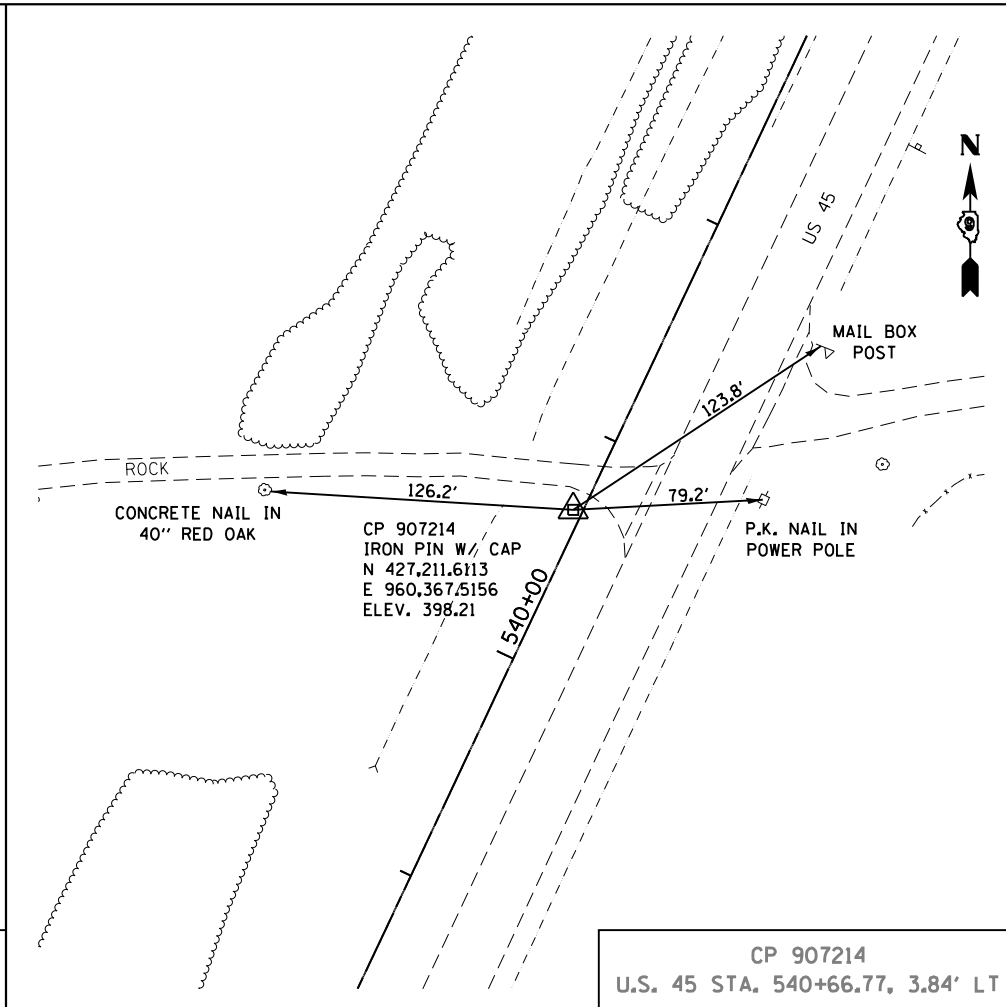 N
US 45
MAIL BOX
POST
123.8'
ROCK
126.2'
79.2'
CONCRETE NAIL IN
40" RED OAK
P.K. NAIL IN
POWER POLE
CP 907214
IRON PIN W/ CAP
N 427,211.6113
E 960,367.5156
ELEV. 398.21
540+00
CP 907214
U.S. 45 STA. 540+66.77, 3.84' LT